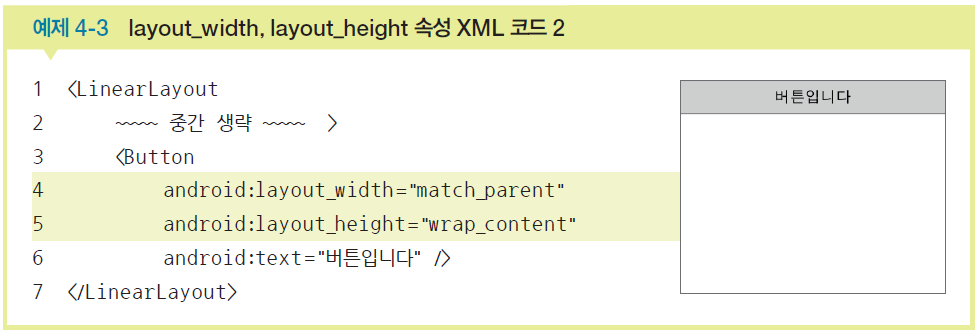 예제 4-3 layout_width, layout_height 속성 XML 코드 2
1 <LinearLayout
2 ~~~~ 중간 생략 ~~~~ >
3 <Button
4 android:layout_width="match_parent"
5 android:layout_height="wrap_content"
6 android:text="버튼입니다" />
7 </LinearLayout>
버튼입니다